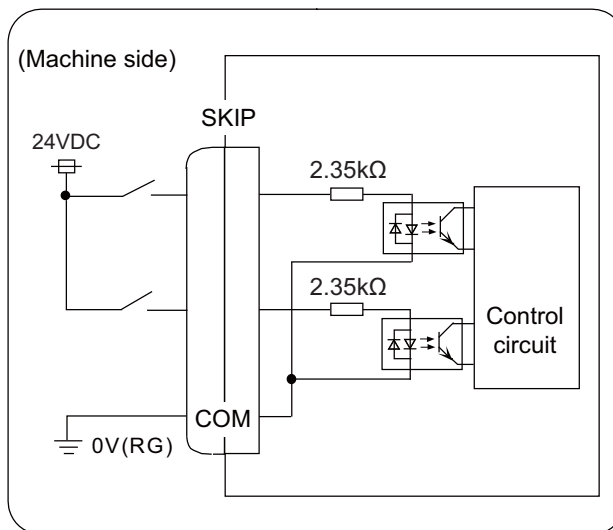 (Machine side)
SKIP
24VDC
2.35kΩ
2.35kΩ
Control
circuit
COM
0V(RG)